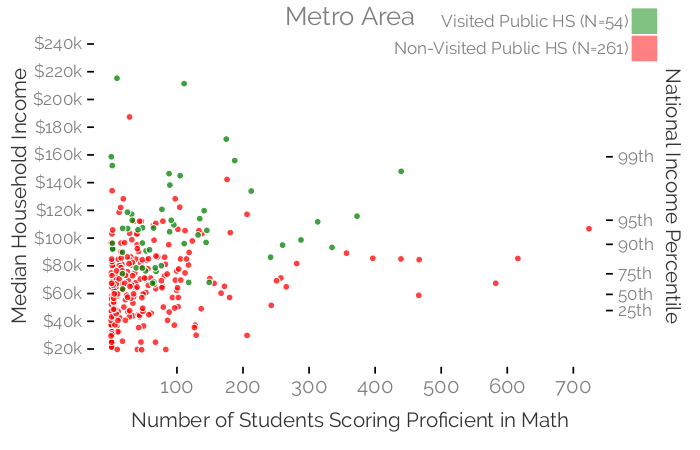 Metro Area
Visited Public HS (N=54)
Non-Visited Public HS (N=261)
Median Household Income
$240k
$220k
$200k
$180k
$160k
$140k
$120k
$100k
$80k
$60k
$40k
$20k
National Income Percentile
99th
95th
90th
75th
50th
25th
100 200 300 400 500 600 700
Number of Students Scoring Proficient in Math